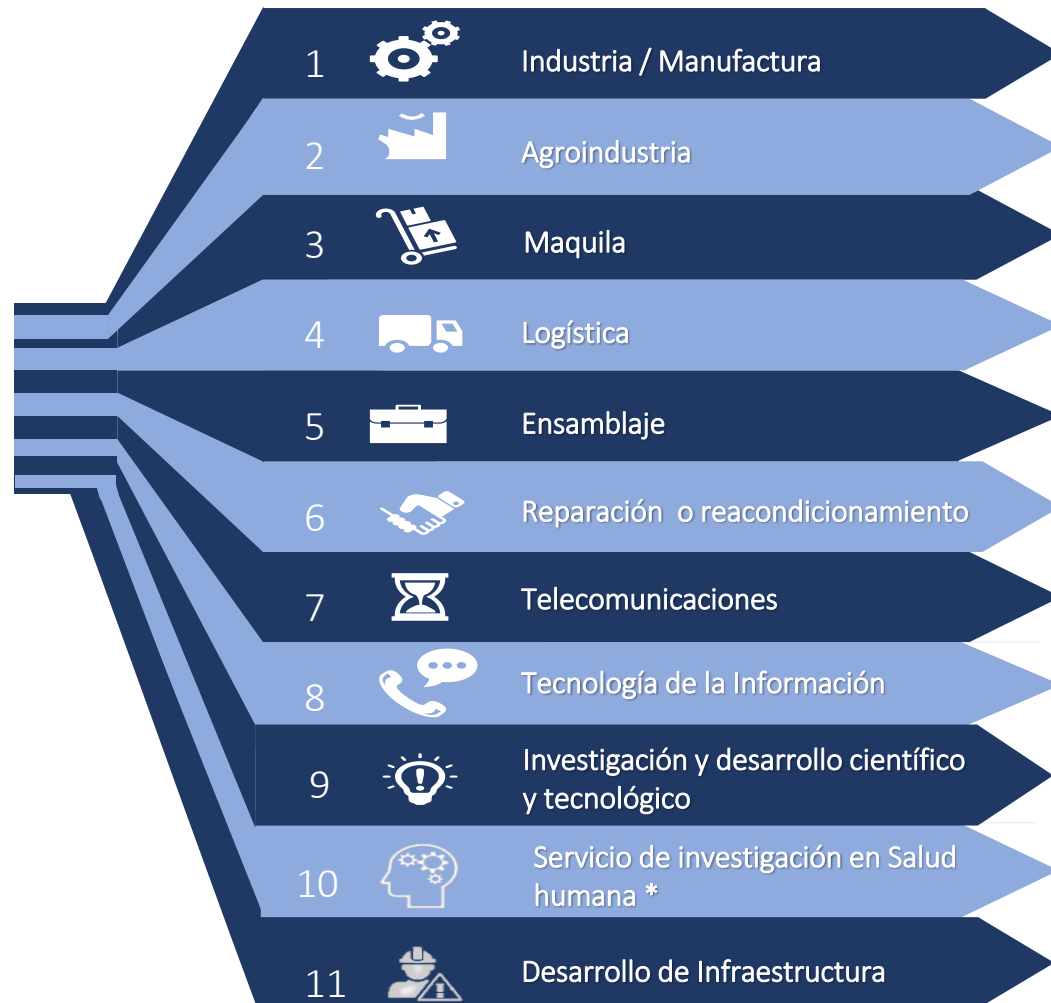 1 Industria / Manufactura
2 Agroindustria
3 Maquila
4 Logística
5 Ensamblaje
6 Reparación o reacondicionamiento
7 Telecomunicaciones
8 Tecnología de la Información
9 Investigación y desarrollo científico
y tecnológico
10 Servicio de investigación en Salud
humana *
11 Desarrollo de Infraestructura